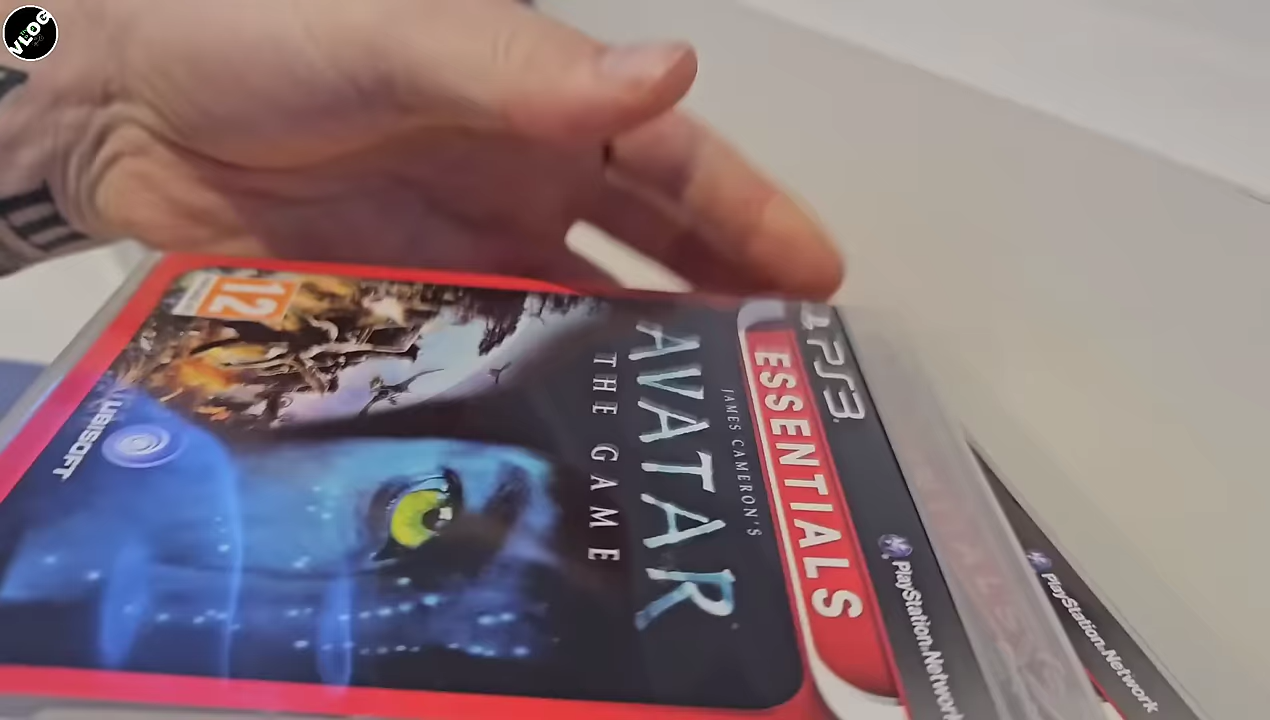 VLOG
PS3
PlayStation Network
ESSENTIALS
JAMES CAMERON'S
AVATAR
THE GAME
12
UBISOFT
PlayStation Network